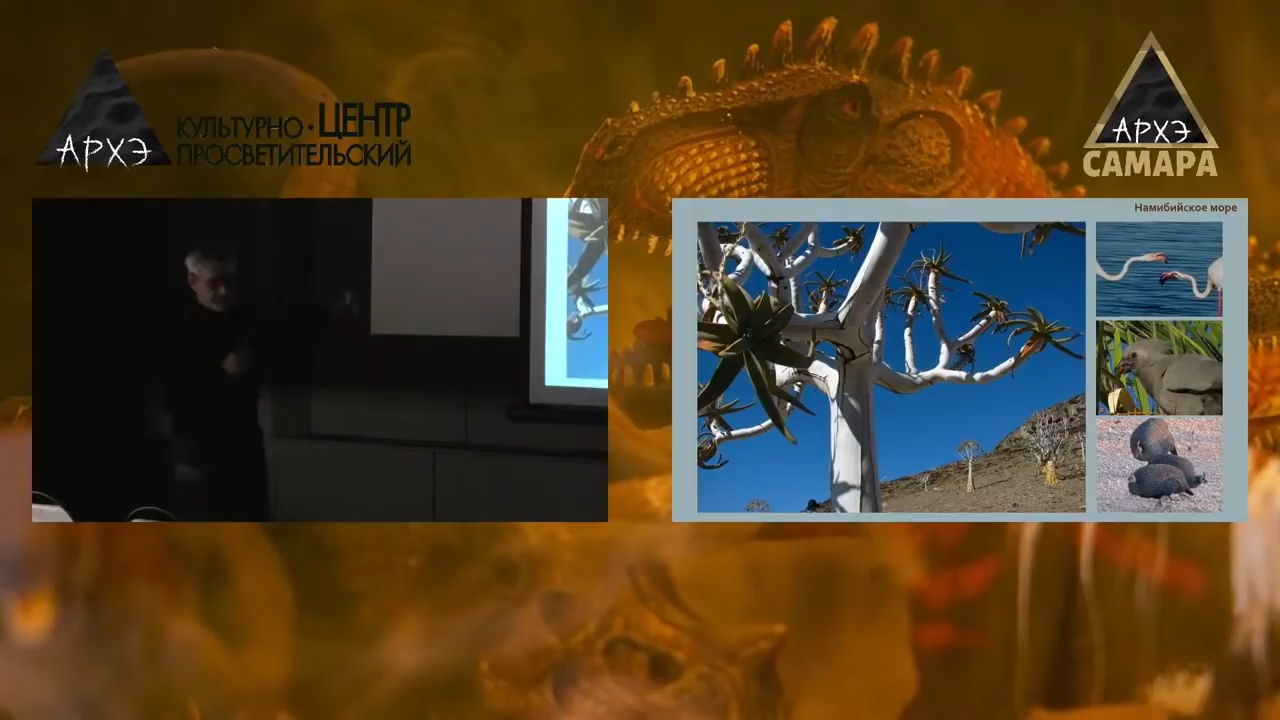 АРХЭ
КУЛЬТУРНО·ЦЕНТР
ПРОСВЕТИТЕЛЬСКИЙ
АРХЭ
САМАРА
Намибийское море